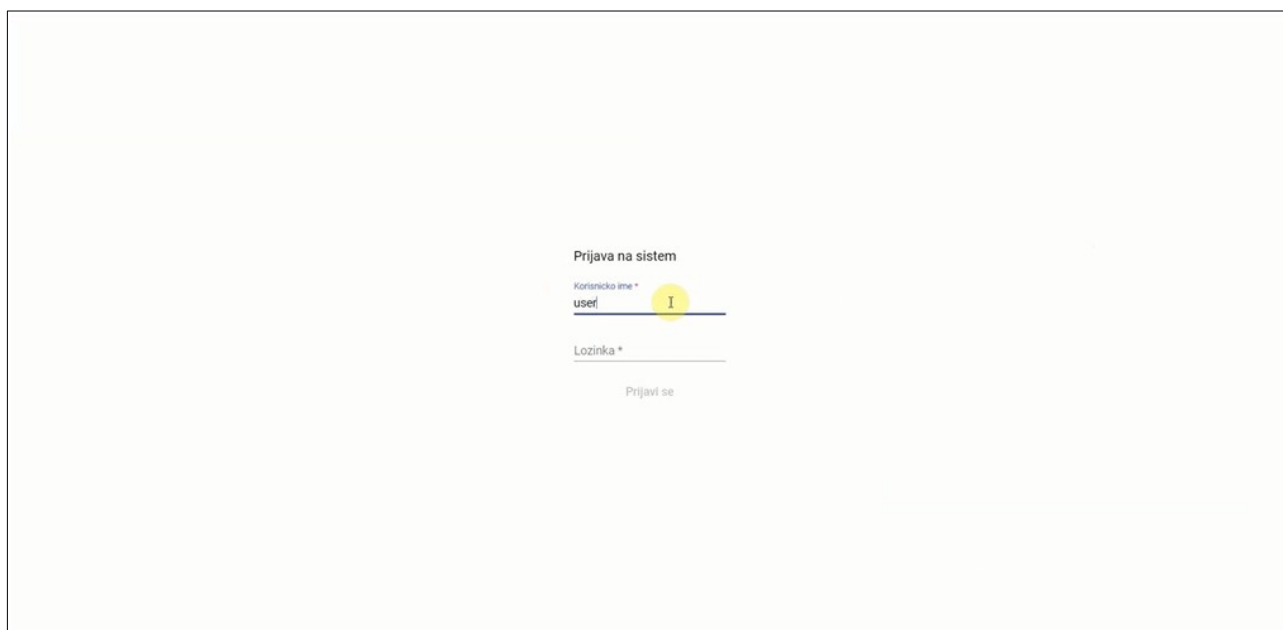 Prijava na sistem
Korisnicko ime *
user
Lozinka *
Prijavi se